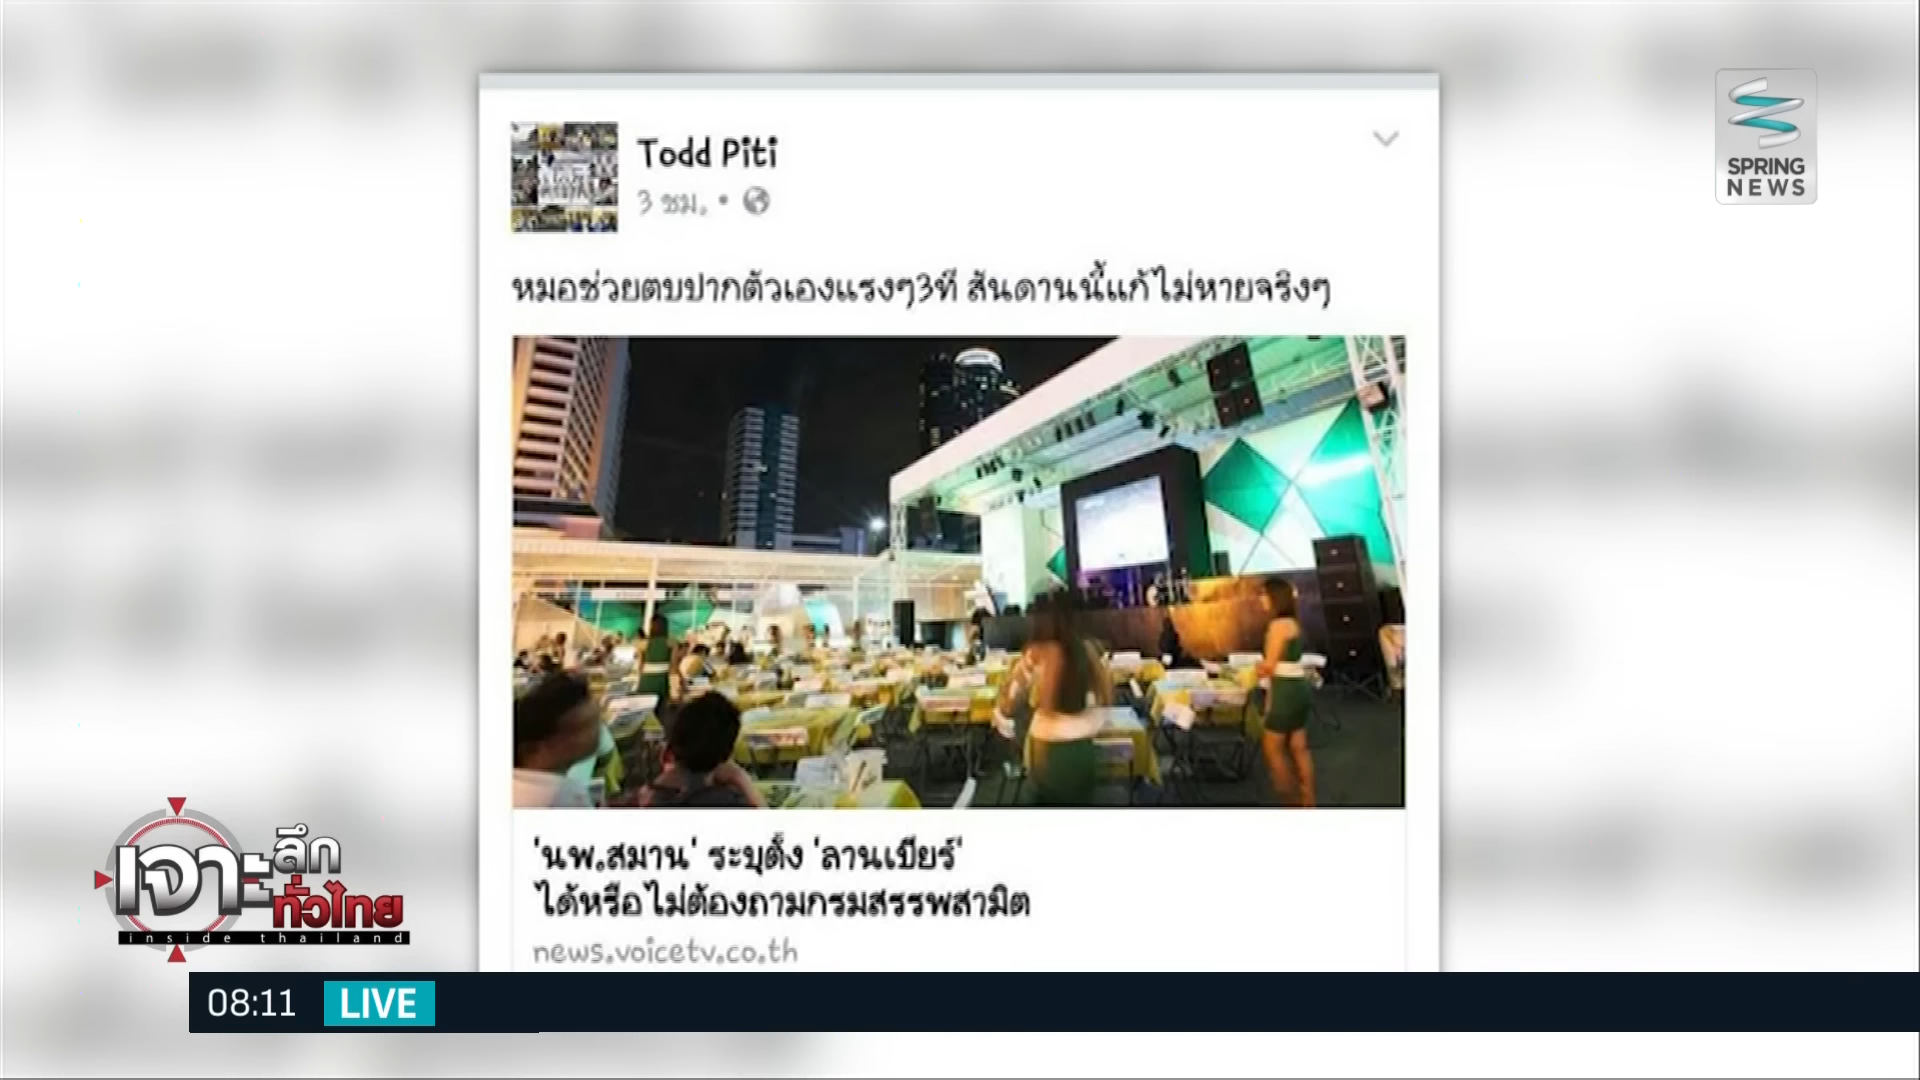 Todd Piti
3 ชม. •
หมอช่วยตบปากตัวเองแรงๆ3ที สันดานนี้แก้ไม่หายจริงๆ
'นพ.สมาน' ระบุตั้ง 'ลานเบียร์'
ได้หรือไม่ต้องถามกรมสรรพสามิต
news.voicetv.co.th
SPRING
NEWS
เจาะลึก
ทั่วไทย
inside thailand
08:11 LIVE